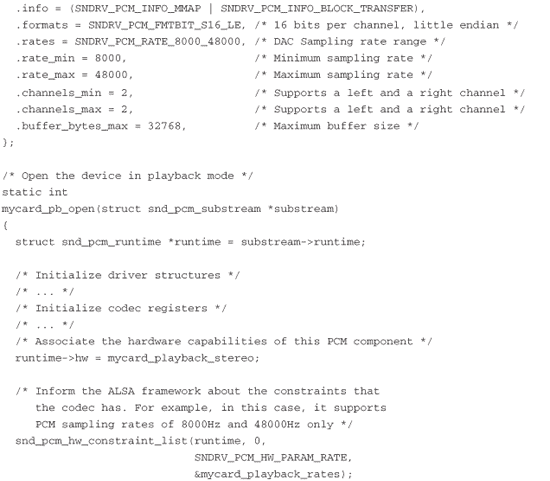 .info = (SNDRV_PCM_INFO_MMAP | SNDRV_PCM_INFO_BLOCK_TRANSFER),
.formats = SNDRV_PCM_FMTBIT_S16_LE, /* 16 bits per channel, little endian */
.rates = SNDRV_PCM_RATE_8000_48000, /* DAC Sampling rate range */
.rate_min = 8000, /* Minimum sampling rate */
.rate_max = 48000, /* Maximum sampling rate */
.channels_min = 2, /* Supports a left and a right channel */
.channels_max = 2, /* Supports a left and a right channel */
.buffer_bytes_max = 32768, /* Maximum buffer size */
};
/* Open the device in playback mode */
static int
mycard_pb_open(struct snd_pcm_substream *substream)
{
struct snd_pcm_runtime *runtime = substream->runtime;
/* Initialize driver structures */
/* ... */
/* Initialize codec registers */
/* ... */
/* Associate the hardware capabilities of this PCM component */
runtime->hw = mycard_playback_stereo;
/* Inform the ALSA framework about the constraints that
the codec has. For example, in this case, it supports
PCM sampling rates of 8000Hz and 48000Hz only */
snd_pcm_hw_constraint_list(runtime, 0,
SNDRV_PCM_HW_PARAM_RATE,
&mycard_playback_rates);